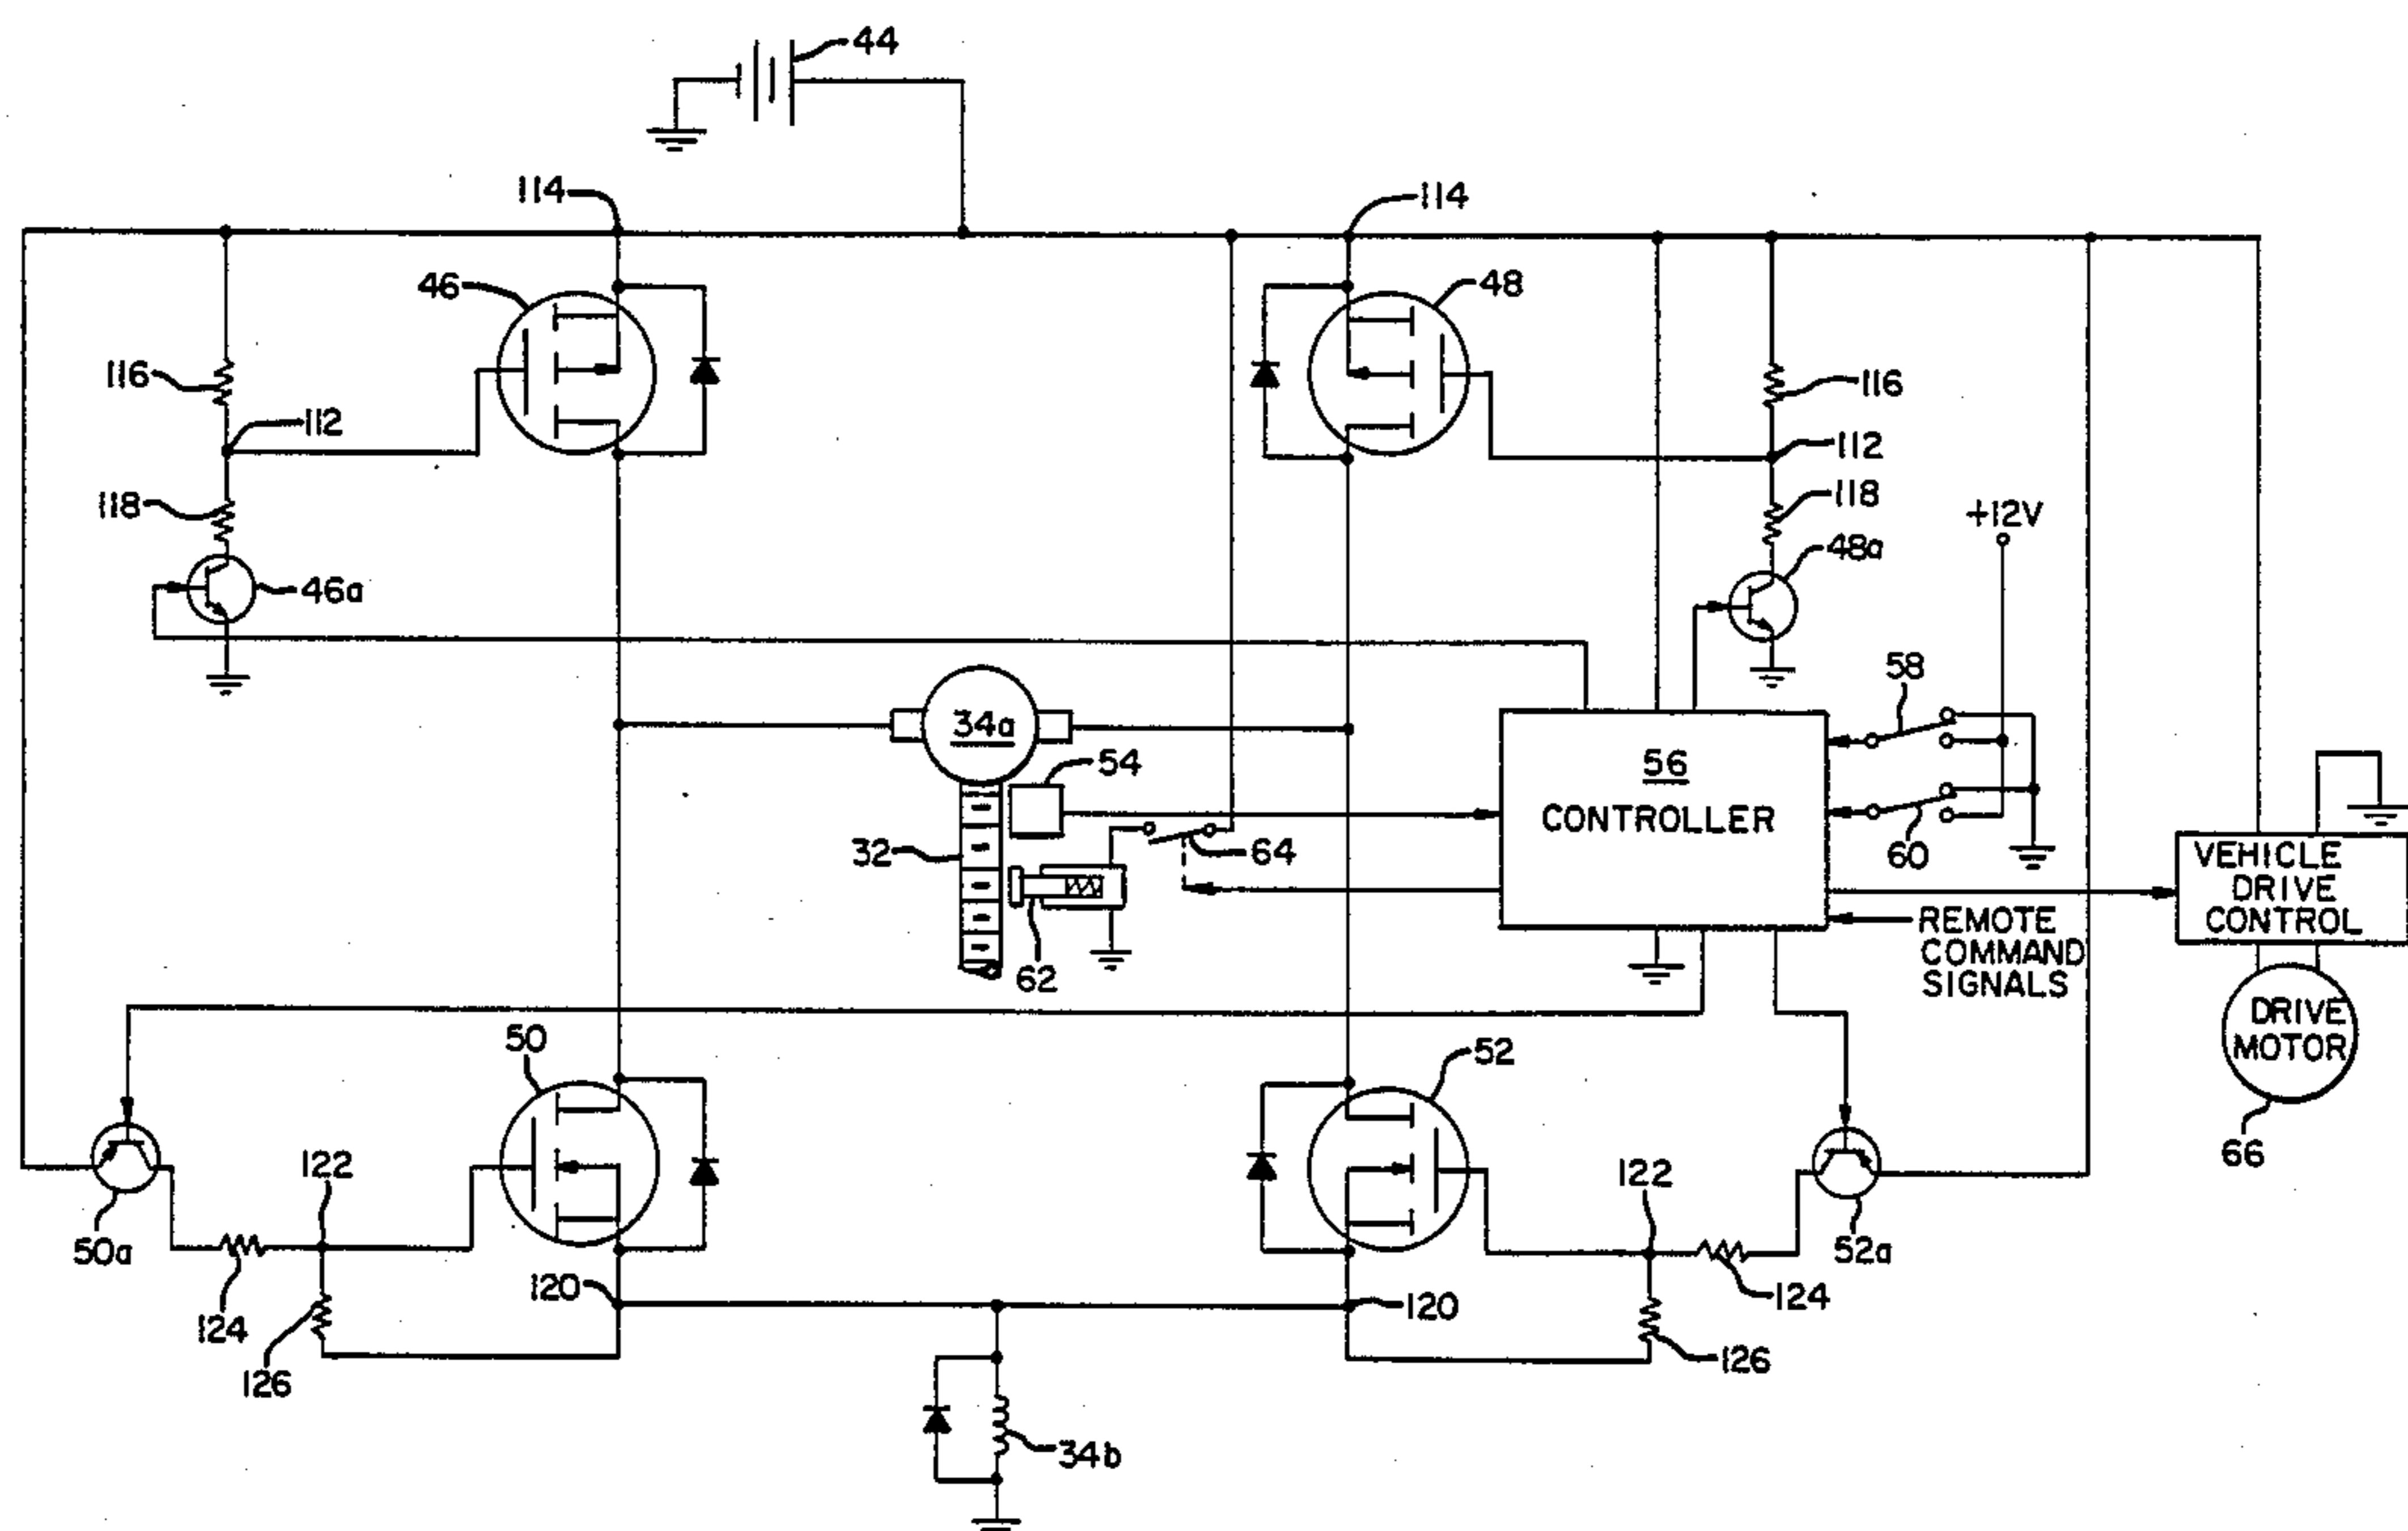 44
114
114
46
48
116
116
112
112
118
118
+12V
46a
48a
58
34a
54
56
CONTROLLER
32
64
60
VEHICLE
DRIVE
CONTROL
62
REMOTE
COMMAND
SIGNALS
DRIVE
MOTOR
50
52
66
122
122
50a
52a
120
120
124
124
126
126
34b